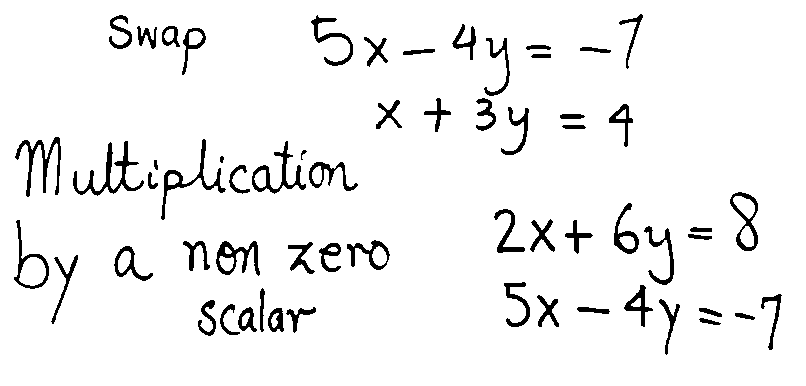 Swap 5x - 4y = -7
x + 3y = 4
Multiplication
by a non zero 2x + 6y = 8
scalar 5x - 4y = -7